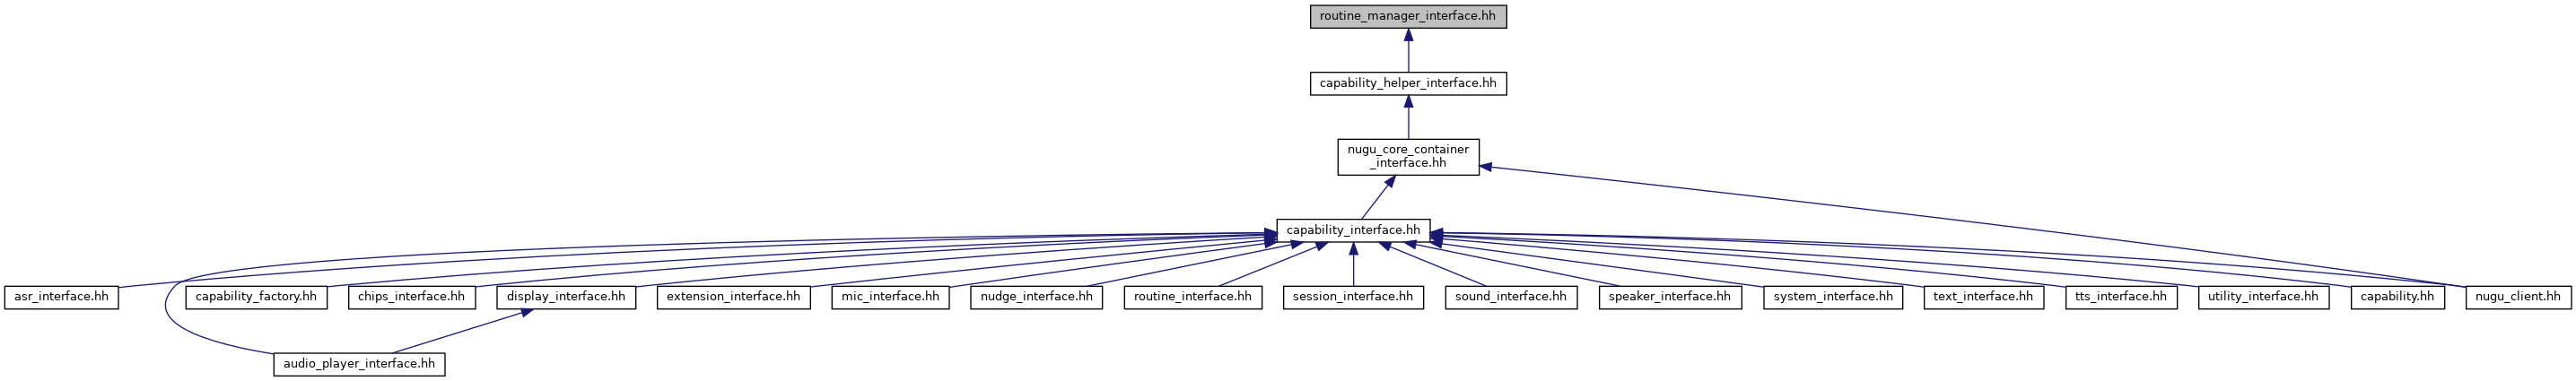 routine_manager_interface.hh
capability_helper_interface.hh
nugu_core_container
_interface.hh
capability_interface.hh
asr_interface.hh
capability_factory.hh
chips_interface.hh
display_interface.hh
extension_interface.hh
mic_interface.hh
nudge_interface.hh
routine_interface.hh
session_interface.hh
sound_interface.hh
speaker_interface.hh
system_interface.hh
text_interface.hh
tts_interface.hh
utility_interface.hh
capability.hh
nugu_client.hh
audio_player_interface.hh